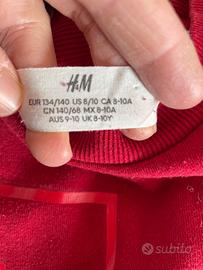 H&M
EUR 134/140 US 8/10 CA 8-10A
CN 140/68 MX 8-10A
AUS 9-10 UK 8-10Y
subito